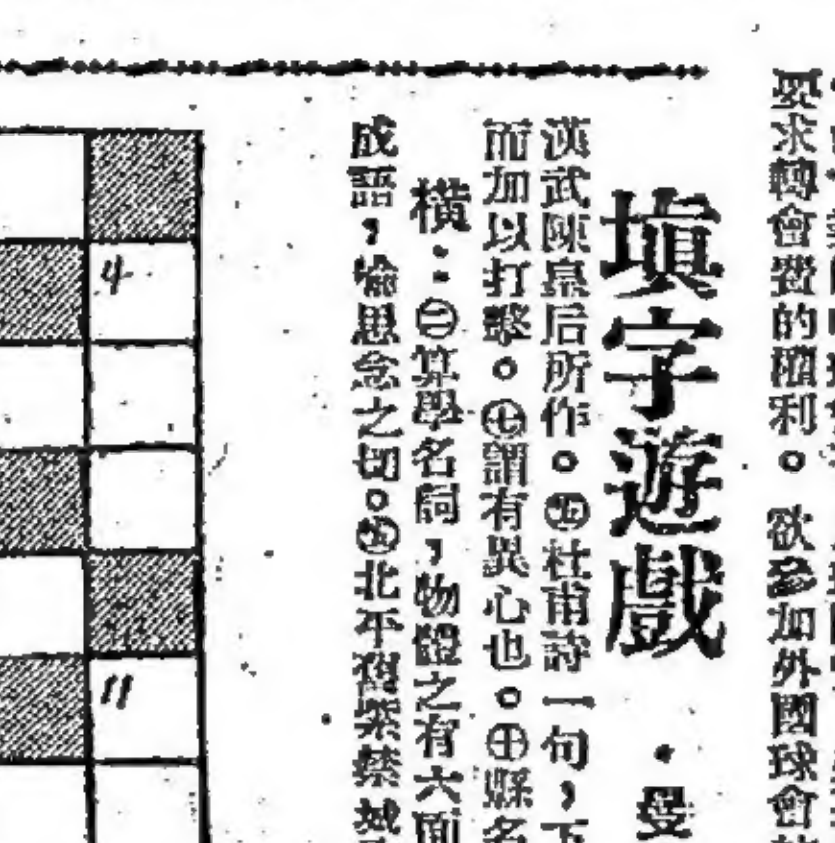 要求轉會費的權利。欲參加外國球會
填字遊戲
漢武陳皇后所作。㊄杜甫詩一句，下
而加以打擊。㊆謂有異心也。㊉縣名
橫：㊂算學名詞，物體之有六面
成語，喻思念之切。㊄北平舊紫禁城
4
11